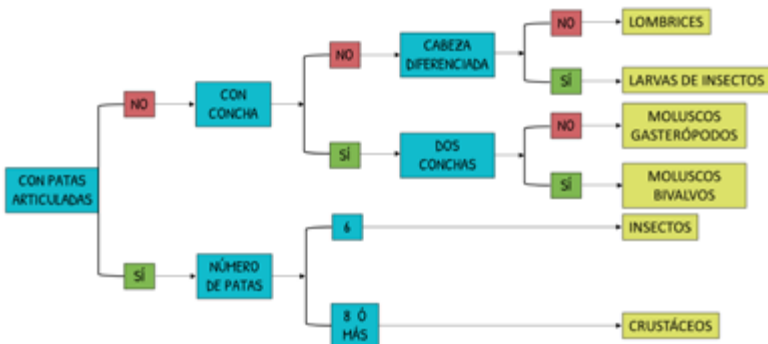 NO
LOMBRICES
NO
CABEZA
DIFERENCIADA
SÍ
LARVAS DE INSECTOS
NO
CON
CONCHA
NO
MOLUSCOS
GASTERÓPODOS
SÍ
DOS
CONCHAS
SÍ
MOLUSCOS
BIVALVOS
CON PATAS
ARTICULADAS
6
INSECTOS
SÍ
NÚMERO
DE PATAS
8 Ó
MÁS
CRUSTÁCEOS